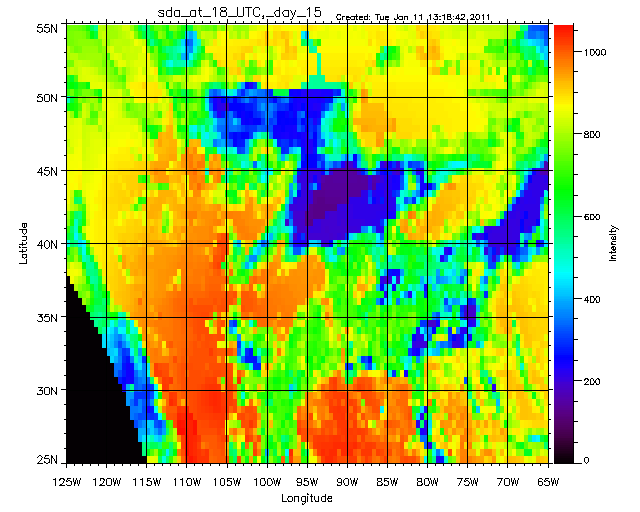 sda_at_18_UTC,_day_15
Created: Tue Jan 11 13:18:42 2011
55N
50N
45N
40N
35N
30N
25N
Latitude
125W 120W 115W 110W 105W 100W 95W 90W 85W 80W 75W 70W 65W
Longitude
1000
800
600
400
200
0
Intensity